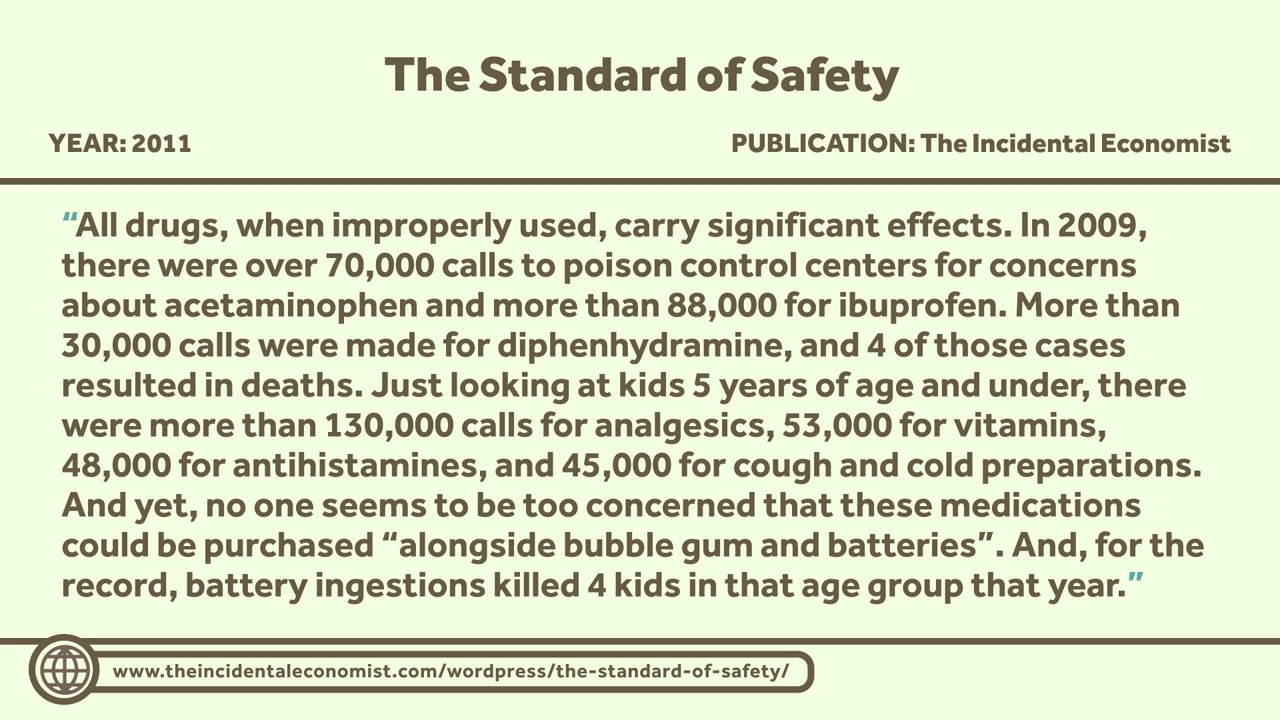 The Standard of Safety
YEAR: 2011
PUBLICATION: The Incidental Economist
“All drugs, when improperly used, carry significant effects. In 2009,
there were over 70,000 calls to poison control centers for concerns
about acetaminophen and more than 88,000 for ibuprofen. More than
30,000 calls were made for diphenhydramine, and 4 of those cases
resulted in deaths. Just looking at kids 5 years of age and under, there
were more than 130,000 calls for analgesics, 53,000 for vitamins,
48,000 for antihistamines, and 45,000 for cough and cold preparations.
And yet, no one seems to be too concerned that these medications
could be purchased “alongside bubble gum and batteries”. And, for the
record, battery ingestions killed 4 kids in that age group that year.”
www.theincidentaleconomist.com/wordpress/the-standard-of-safety/